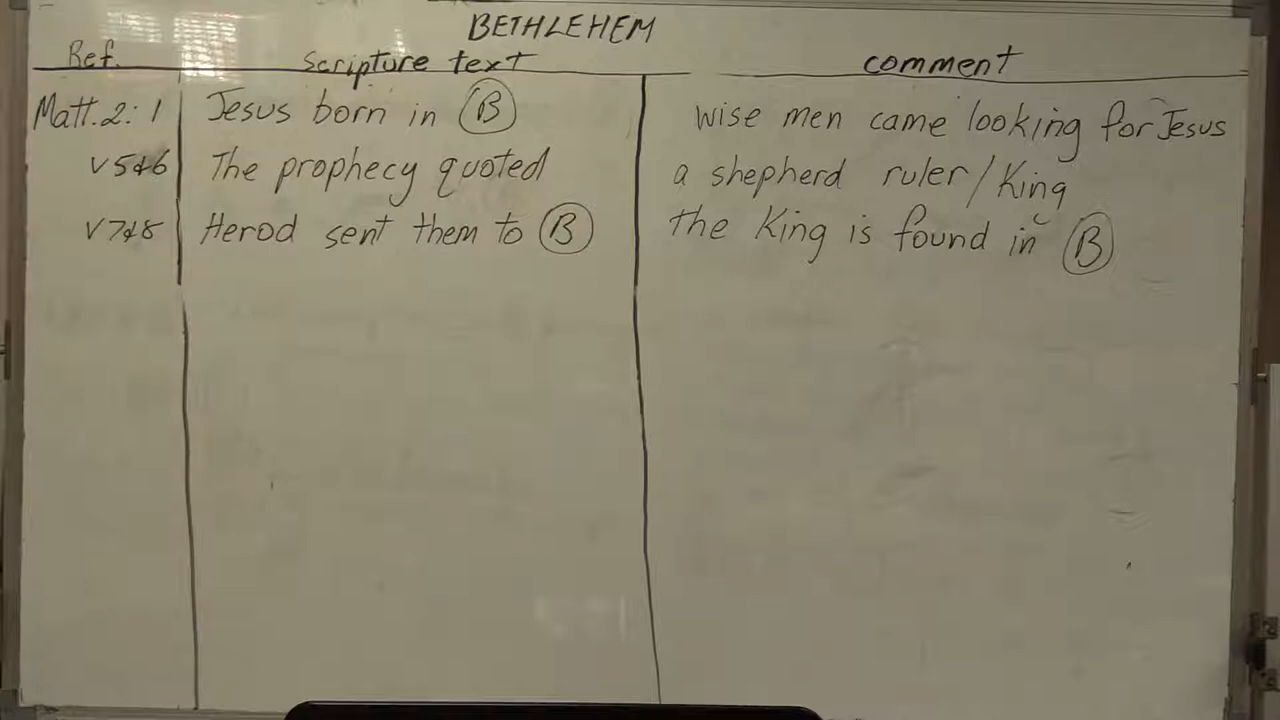 BETHLEHEM
Ref. Scripture text comment
Matt. 2: 1 Jesus born in B wise men came looking for Jesus
v5&6 The prophecy quoted a shepherd ruler/King
v7&8 Herod sent them to B the King is found in B